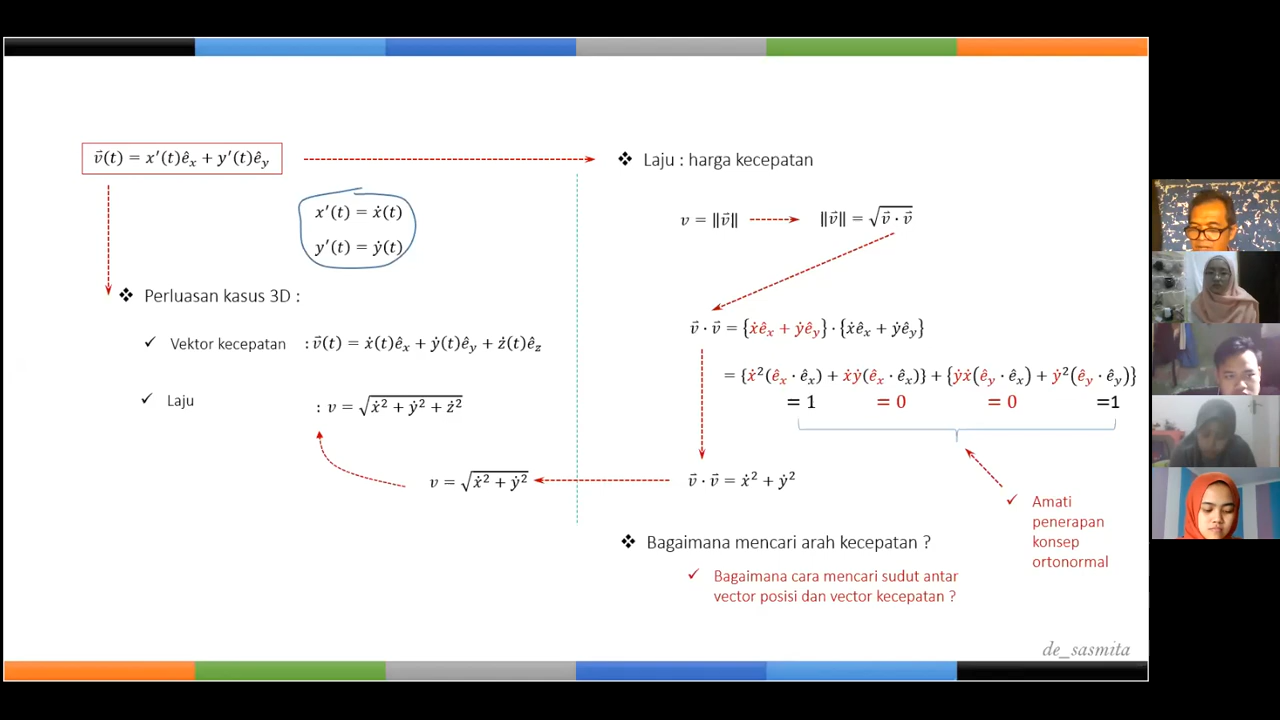 v⃗(t) = x′(t)ê_x + y′(t)ê_y
x′(t) = ẋ(t)
y′(t) = ẏ(t)
❖ Perluasan kasus 3D :
✓ Vektor kecepatan : v⃗(t) = ẋ(t)ê_x + ẏ(t)ê_y + ż(t)ê_z
✓ Laju : v = √(ẋ² + ẏ² + ż²)
v = √(ẋ² + ẏ²)
❖ Laju : harga kecepatan
v = ‖v⃗‖ ‖v⃗‖ = √(v⃗ · v⃗)
v⃗ · v⃗ = {ẋê_x + ẏê_y} · {ẋê_x + ẏê_y}
= {ẋ²(ê_x · ê_x) + ẋẏ(ê_x · ê_x)} + {ẏẋ(ê_y · ê_x) + ẏ²(ê_y · ê_y)}
= 1 = 0 = 0 =1
v⃗ · v⃗ = ẋ² + ẏ²
✓ Amati
penerapan
konsep
ortonormal
❖ Bagaimana mencari arah kecepatan ?
✓ Bagaimana cara mencari sudut antar
vector posisi dan vector kecepatan ?
de_sasmita